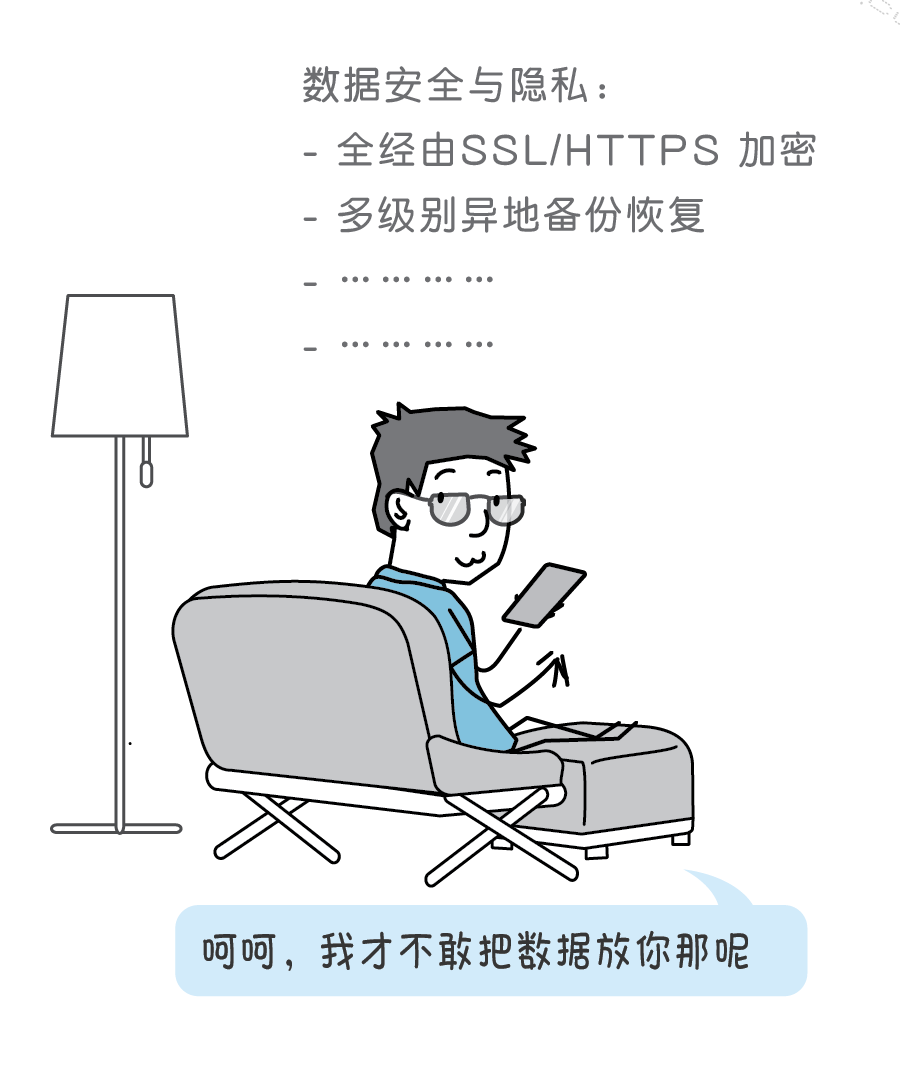 数据安全与隐私：
- 全经由SSL/HTTPS 加密
- 多级别异地备份恢复
- … … … …
- … … … …
呵呵，我才不敢把数据放你那呢